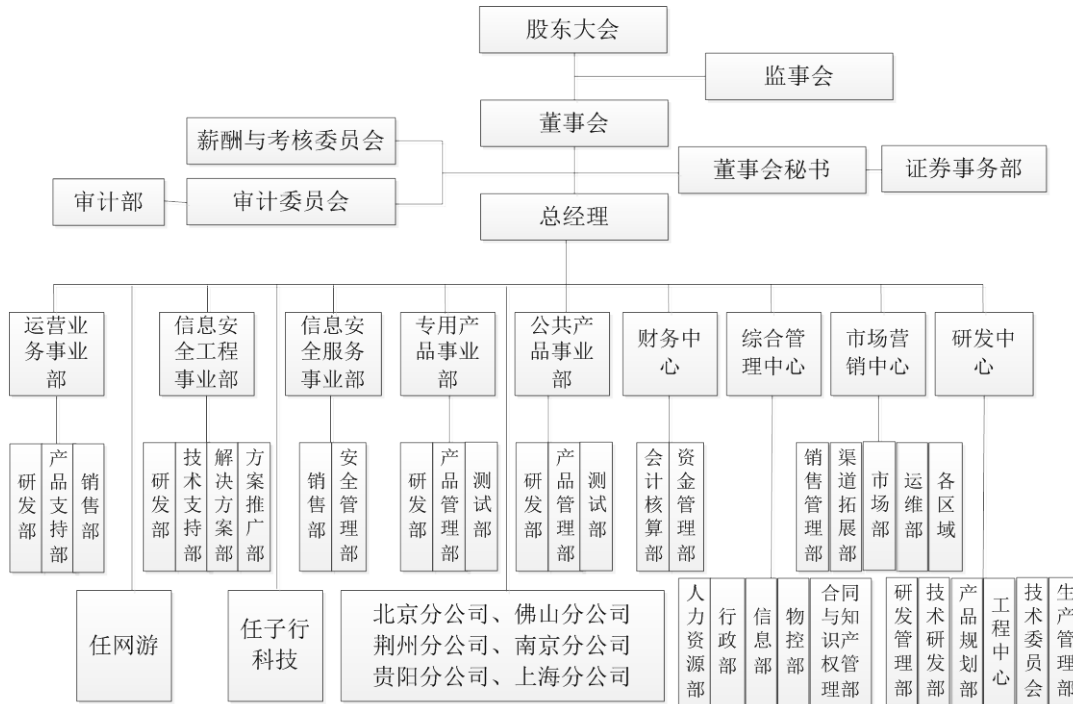 股东大会
监事会
董事会
薪酬与考核委员会
董事会秘书
证券事务部
审计部
审计委员会
总经理
运营业
务事业
部
信息安
全工程
事业部
信息安
全服务
事业部
专用产
品事业
部
公共产
品事业
部
财务中
心
综合管
理中心
市场营
销中心
研发中
心
研发部
产品支持部
销售部
研发部
技术支持部
解决方案部
方案推广部
销售部
安全管理部
研发部
产品管理部
测试部
研发部
产品管理部
测试部
会计核算部
资金管理部
销售管理部
渠道拓展部
市场部
运维部
各区域
任网游
任子行
科技
北京分公司、佛山分公司
荆州分公司、南京分公司
贵阳分公司、上海分公司
人力资源部
行政部
信息部
物控部
合同
与知
识产
权管
理部
研发管理部
技术研发部
产品规划部
工程中心
技术委员会
生产管理部